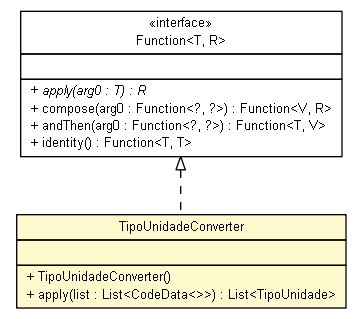 «interface»
Function<T, R>
+ apply(arg0 : T) : R
+ compose(arg0 : Function<?, ?>) : Function<V, R>
+ andThen(arg0 : Function<?, ?>) : Function<T, V>
+ identity() : Function<T, T>
TipoUnidadeConverter
+ TipoUnidadeConverter()
+ apply(list : List<CodeData<>>) : List<TipoUnidade>